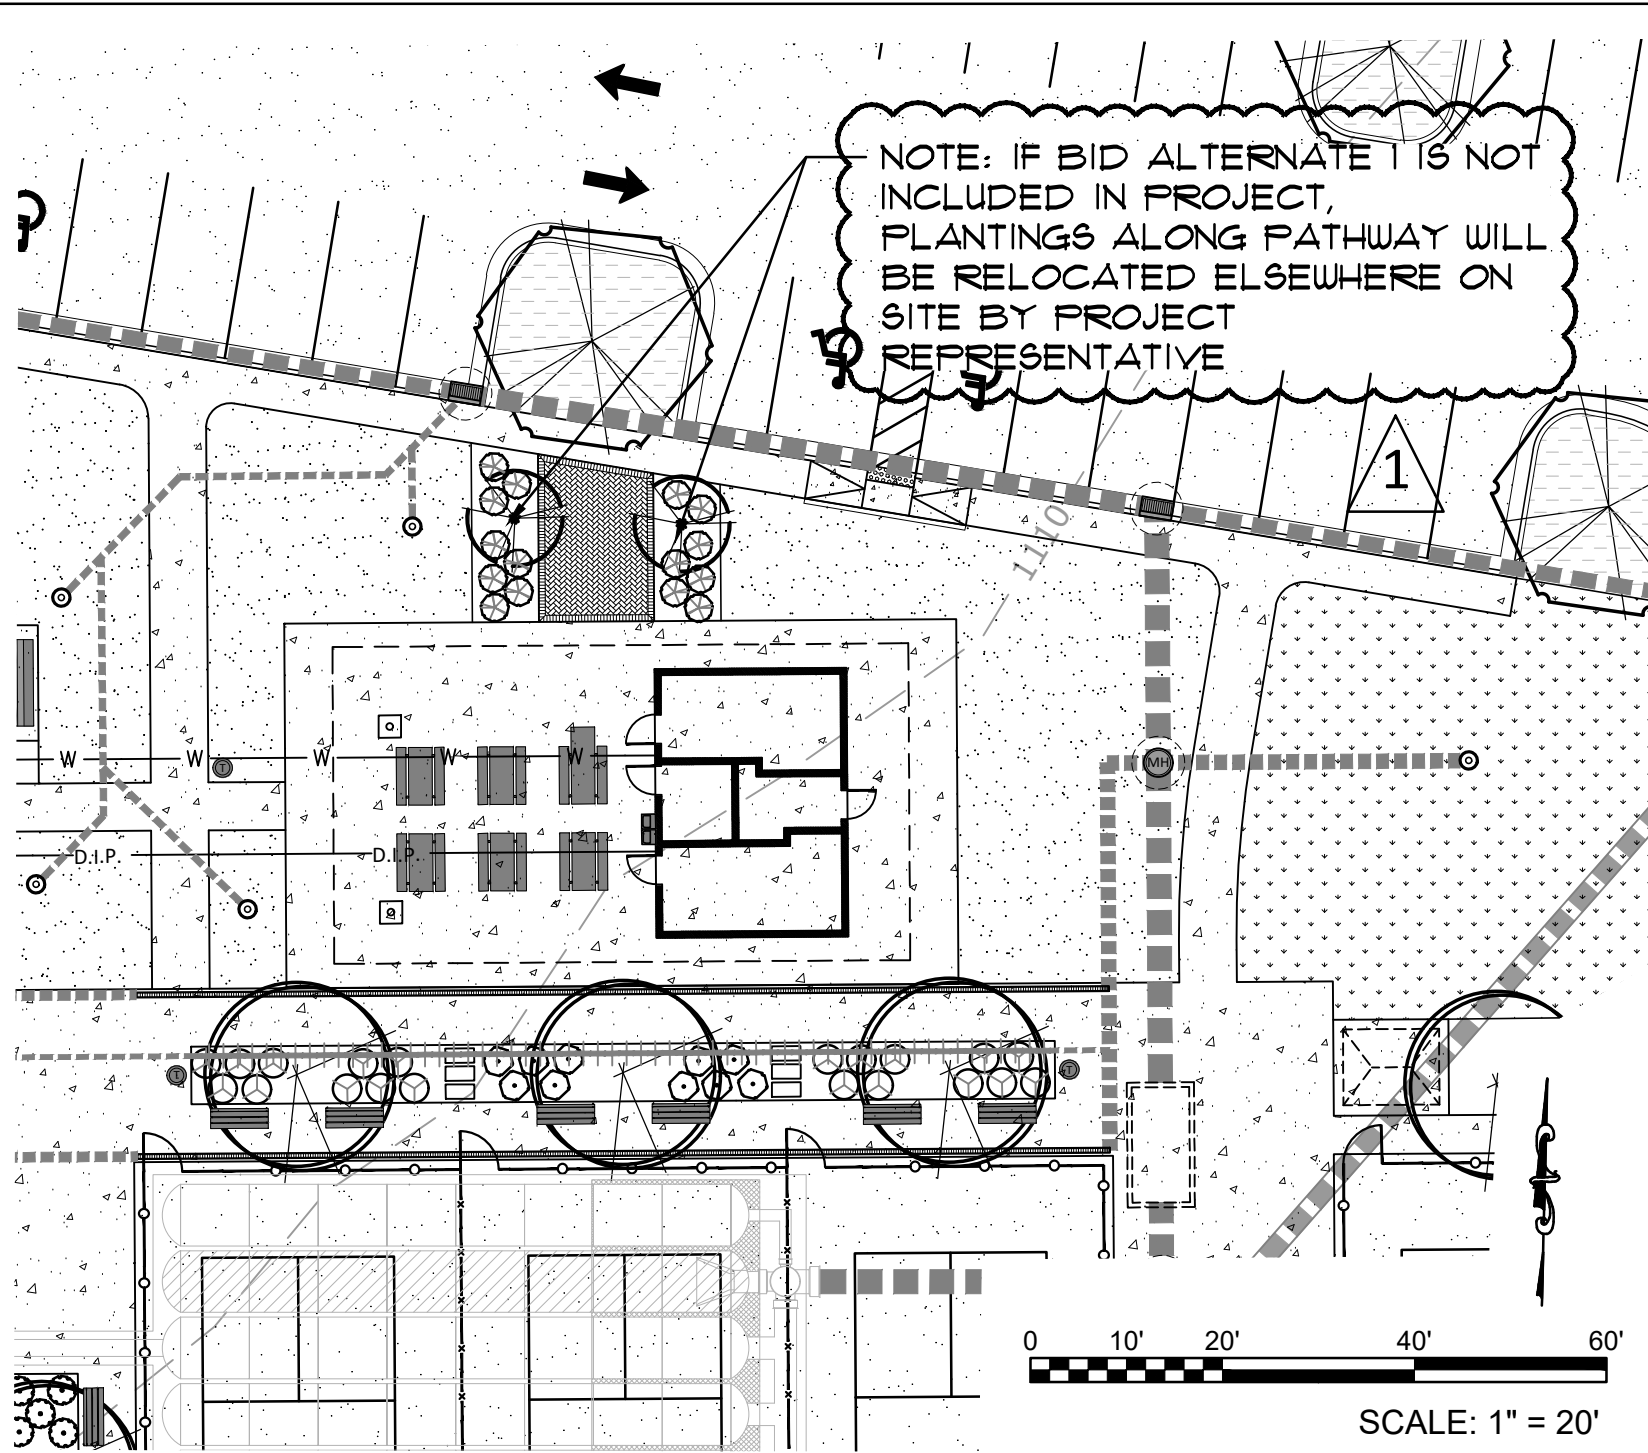 NOTE: IF BID ALTERNATE 1 IS NOT
INCLUDED IN PROJECT,
PLANTINGS ALONG PATHWAY WILL
BE RELOCATED ELSEWHERE ON
SITE BY PROJECT
REPRESENTATIVE
1
1110
W W W W W
T
MH
D.I.P. D.I.P.
T T
0 10' 20' 40' 60'
SCALE: 1" = 20'